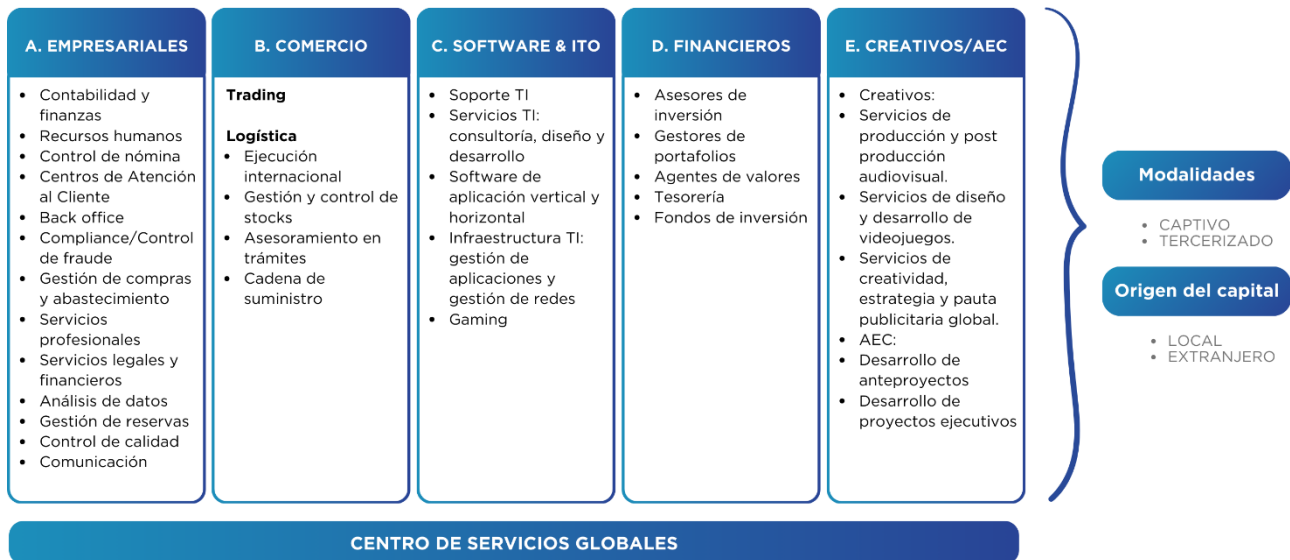 A. EMPRESARIALES
• Contabilidad y
finanzas
• Recursos humanos
• Control de nómina
• Centros de Atención
al Cliente
• Back office
• Compliance/Control
de fraude
• Gestión de compras
y abastecimiento
• Servicios
profesionales
• Servicios legales y
financieros
• Análisis de datos
• Gestión de reservas
• Control de calidad
• Comunicación
B. COMERCIO
Trading
Logística
• Ejecución
internacional
• Gestión y control de
stocks
• Asesoramiento en
trámites
• Cadena de
suministro
C. SOFTWARE & ITO
• Soporte TI
• Servicios TI:
consultoría, diseño y
desarrollo
• Software de
aplicación vertical y
horizontal
• Infraestructura TI:
gestión de
aplicaciones y
gestión de redes
• Gaming
D. FINANCIEROS
• Asesores de
inversión
• Gestores de
portafolios
• Agentes de valores
• Tesorería
• Fondos de inversión
E. CREATIVOS/AEC
• Creativos:
• Servicios de
producción y post
producción
audiovisual.
• Servicios de diseño
y desarrollo de
videojuegos.
• Servicios de
creatividad,
estrategia y pauta
publicitaria global.
• AEC:
• Desarrollo de
anteproyectos
• Desarrollo de
proyectos ejecutivos
Modalidades
• CAPTIVO
• TERCERIZADO
Origen del capital
• LOCAL
• EXTRANJERO
CENTRO DE SERVICIOS GLOBALES